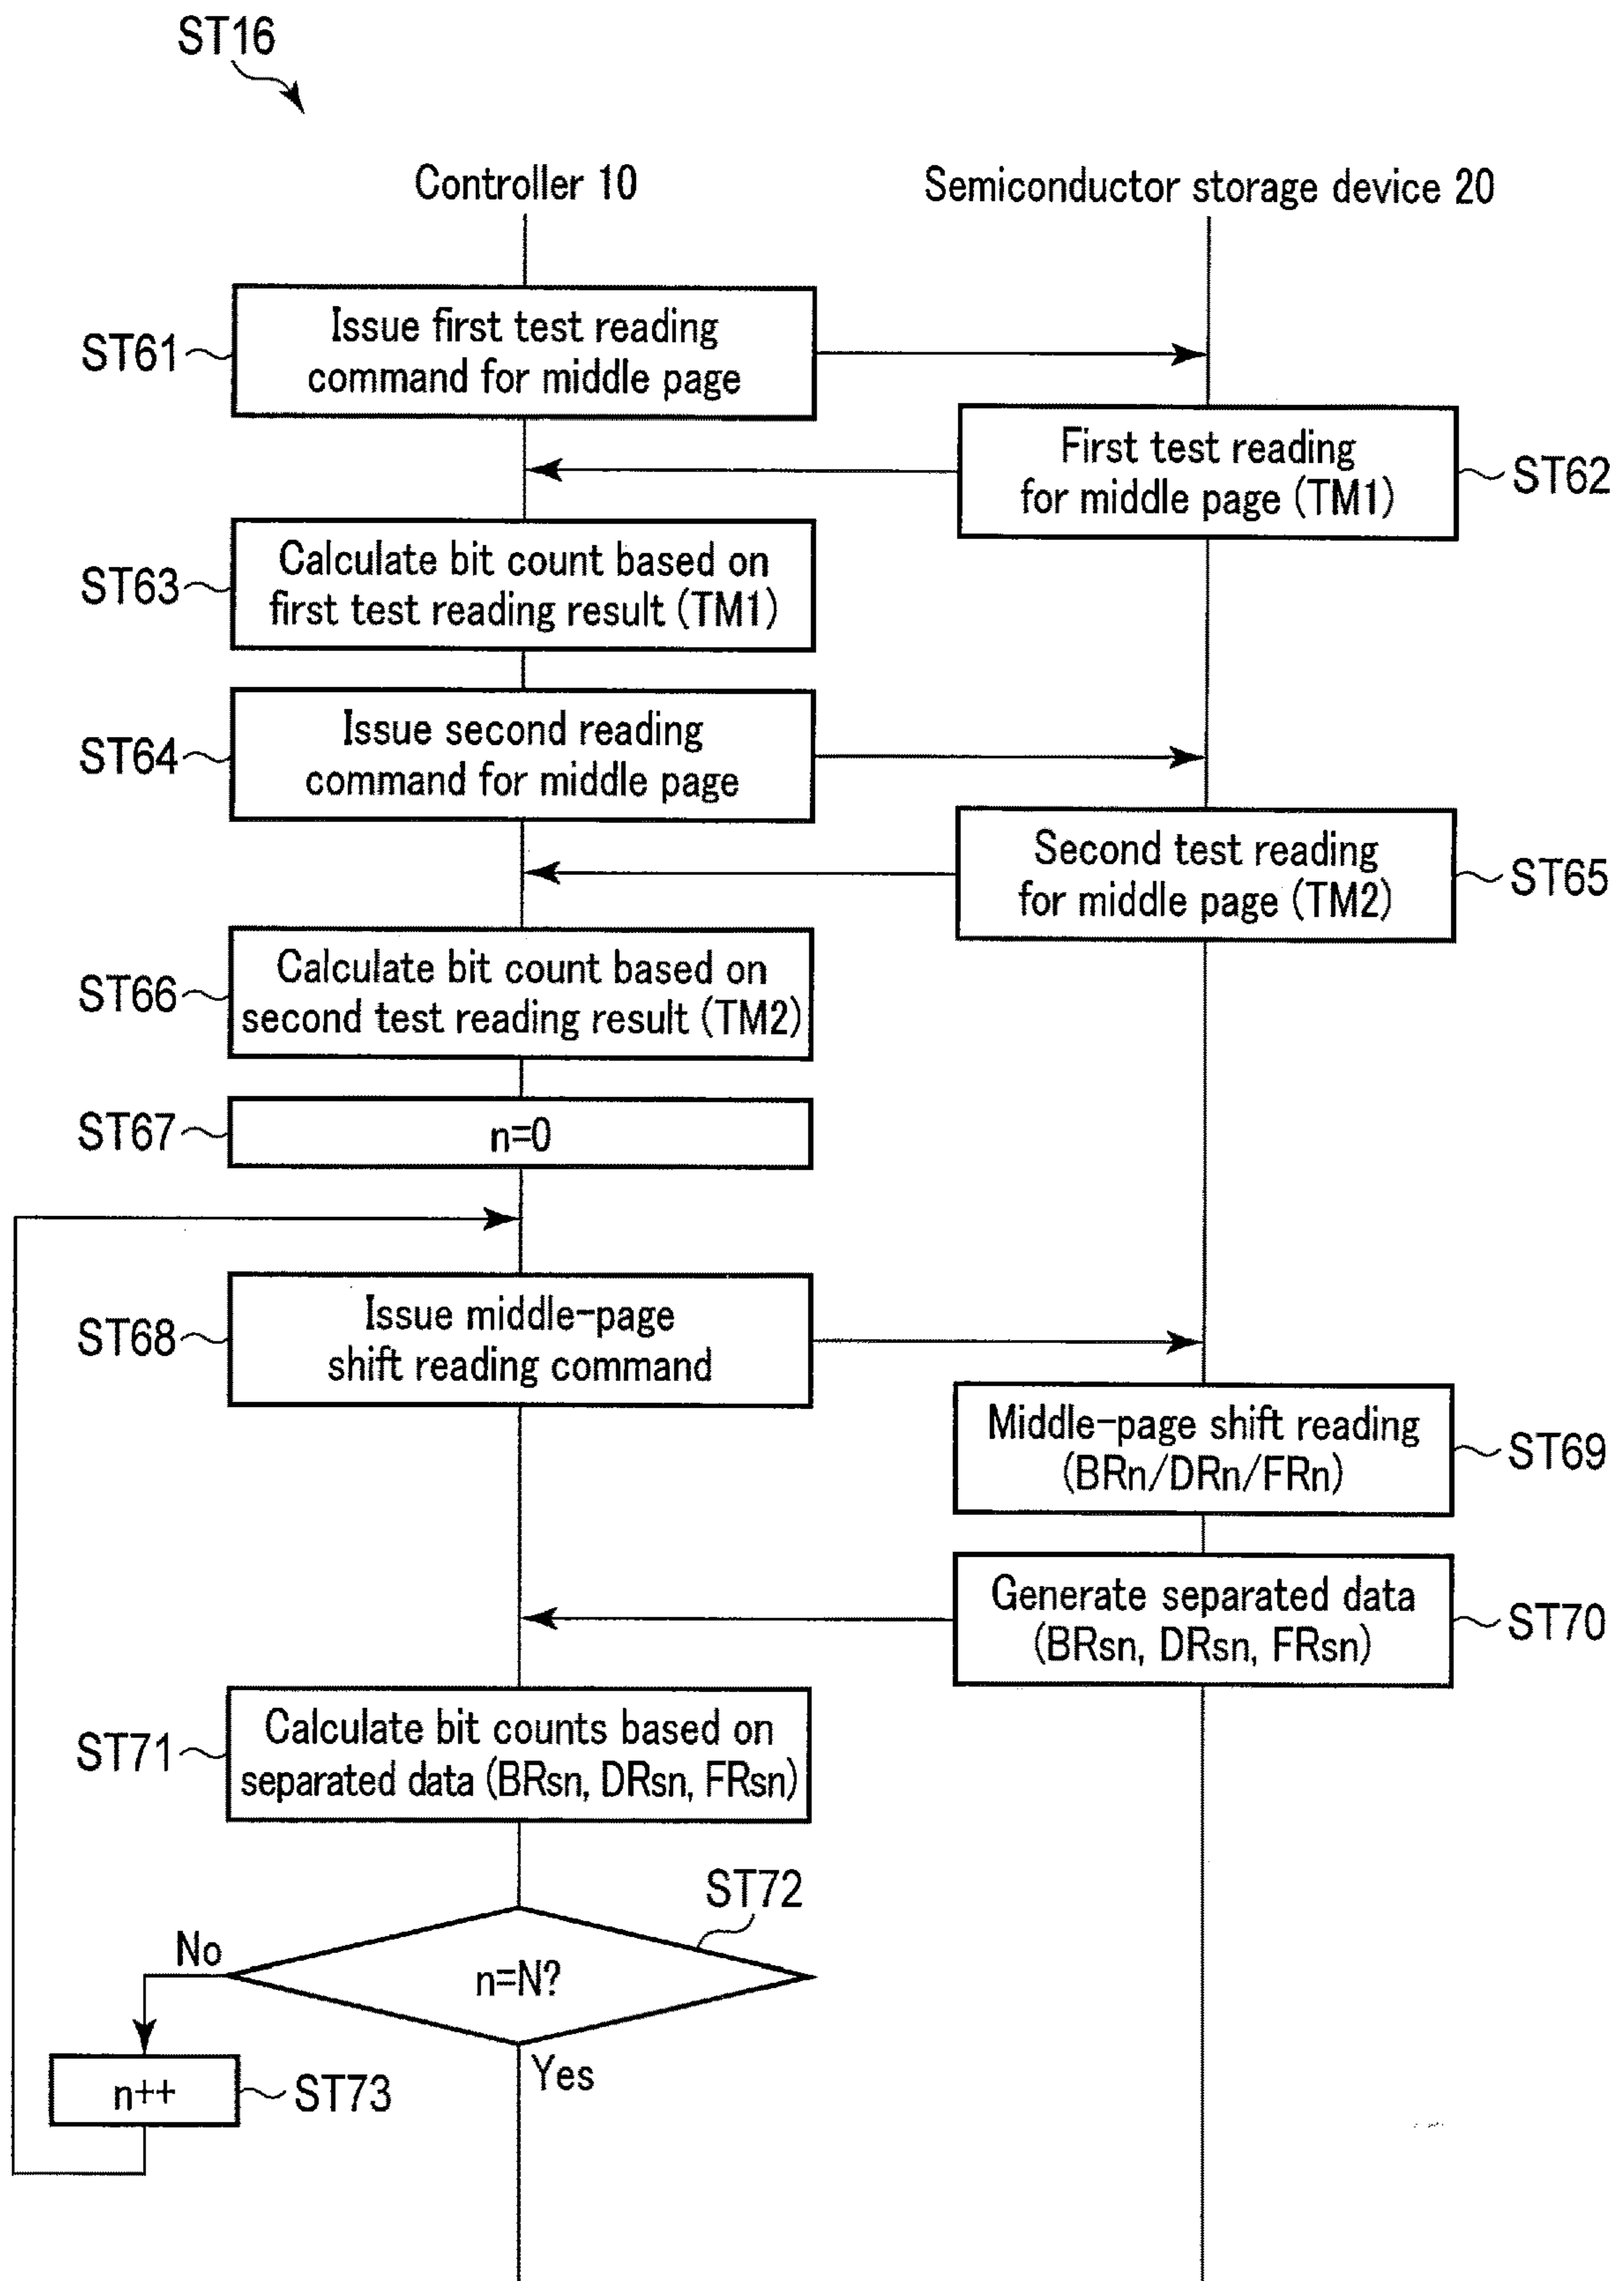 ST16
Controller 10
Semiconductor storage device 20
ST61
Issue first test reading
command for middle page
First test reading
for middle page (TM1)
ST62
ST63
Calculate bit count based on
first test reading result (TM1)
ST64
Issue second reading
command for middle page
Second test reading
for middle page (TM2)
ST65
ST66
Calculate bit count based on
second test reading result (TM2)
ST67
n=0
ST68
Issue middle-page
shift reading command
Middle-page shift reading
(BRn/DRn/FRn)
ST69
Generate separated data
(BRsn, DRsn, FRsn)
ST70
ST71
Calculate bit counts based on
separated data (BRsn, DRsn, FRsn)
ST72
No
n=N?
Yes
n++
ST73